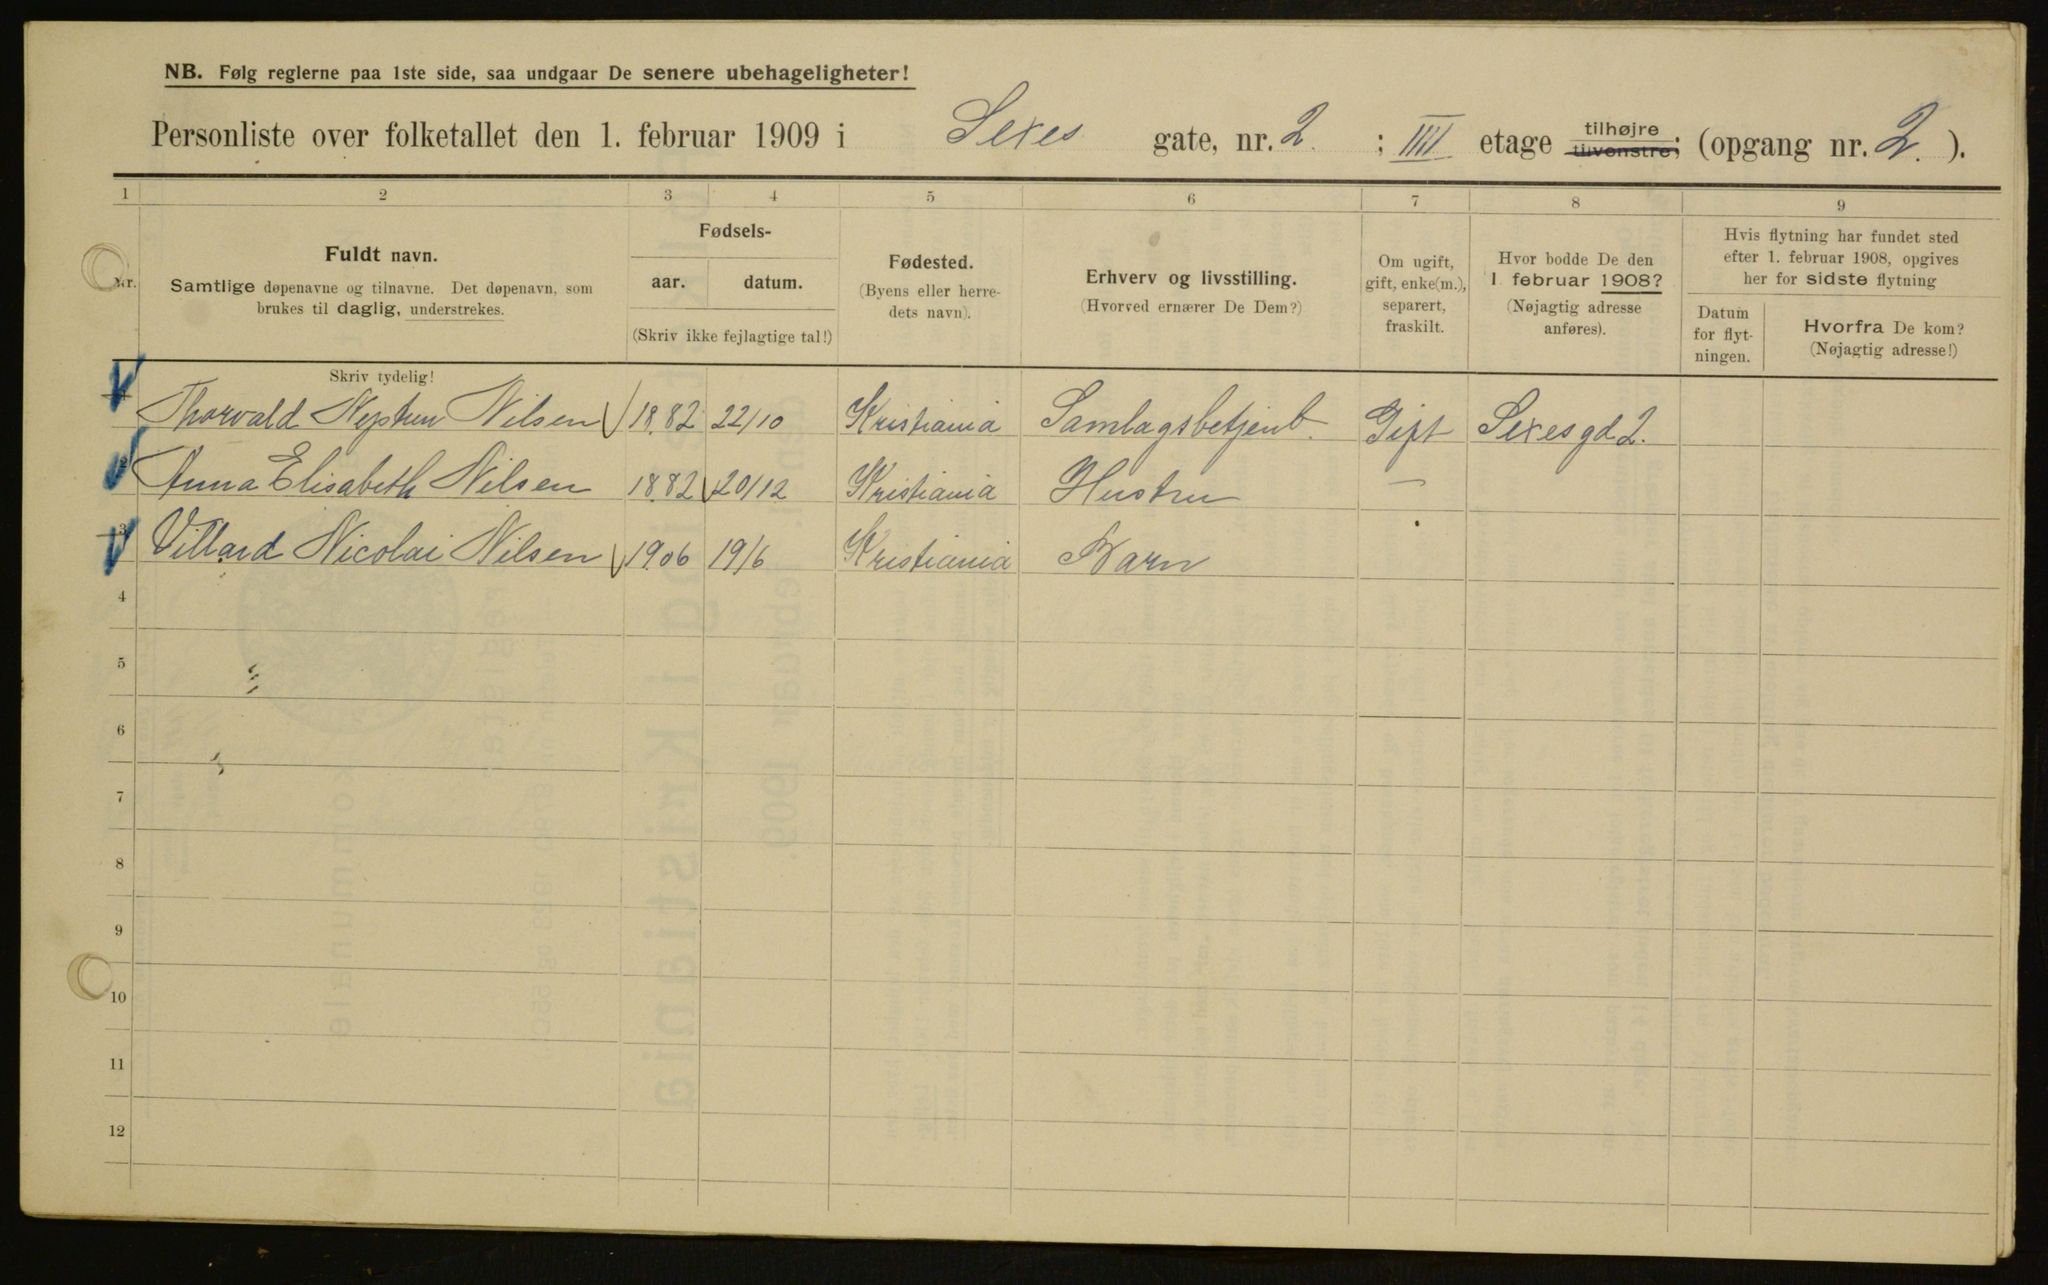 NB. Følg reglerne paa 1ste side, saa undgaar De senere ubehageligheter!
Personliste over folketallet den 1. februar 1909 i Sexes gate, nr. 2 ; IIII etage tilhøjre tilvenstre; (opgang nr. 2. ).
1 2 3 4 5 6 7 8 9
Nr.
Fuldt navn.
Samtlige døpenavne og tilnavne. Det døpenavn, som
brukes til daglig, understrekes.
Skriv tydelig!
Fødsels-
aar. datum.
(Skriv ikke fejlagtige tal!)
Fødested.
(Byens eller herre-
dets navn).
Erhverv og livsstilling.
(Hvorved ernærer De Dem?)
Om ugift,
gift, enke(m.),
separert,
fraskilt.
Hvor bodde De den
1 februar 1908?
(Nøjagtig adresse
anføres).
Hvis flytning har fundet sted
efter 1. februar 1908, opgives
her for sidste flytning
Datum
for flyt-
ningen.
Hvorfra De kom?
(Nøjagtig adresse!)
Thorvald Neptun Nilsen 1882 22/10 Kristiania Samlagsbetjent. Gift Sexesgd 2.
2 Anna Elisabeth Nilsen 1882 20/12 Kristiania Hustru —
3 Villard Nicolai Nilsen 1906 19/6 Kristiania Barn
4
5
6
7
8
9
10
11
12